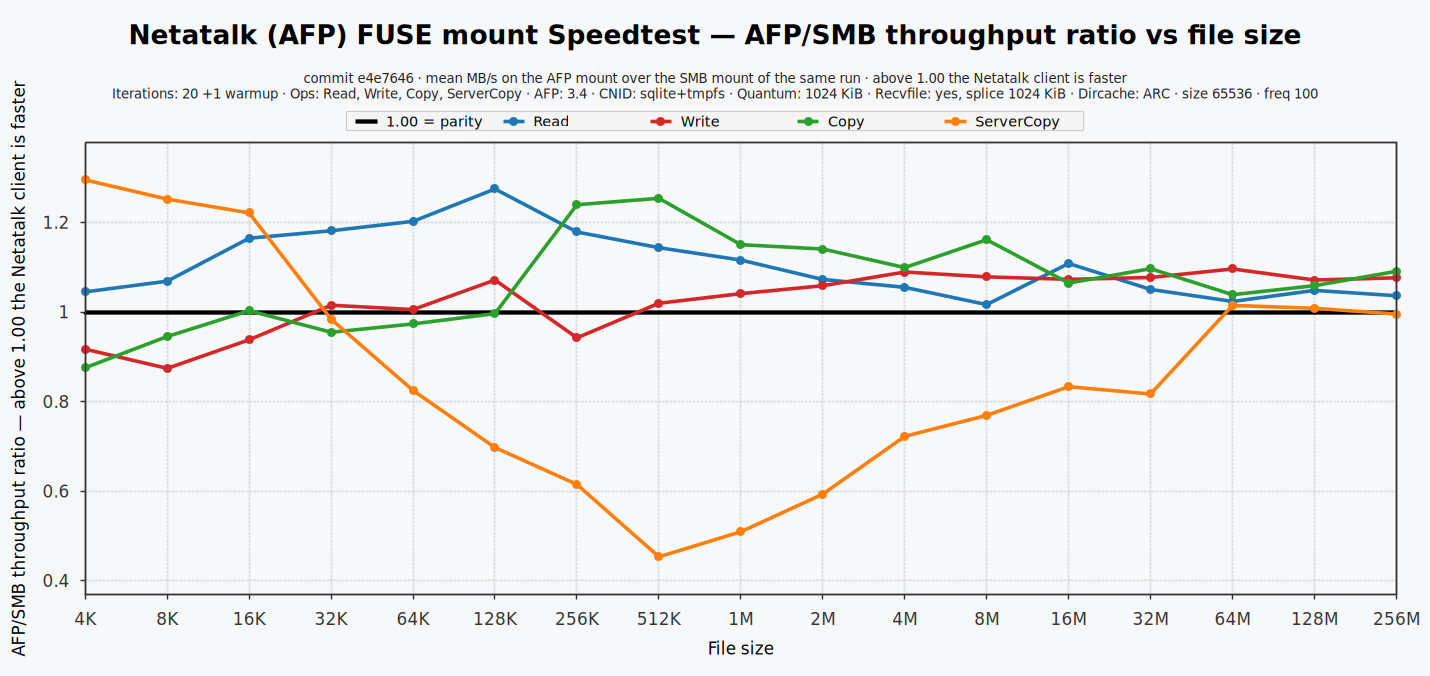 Netatalk (AFP) FUSE mount Speedtest — AFP/SMB throughput ratio vs file size
commit e4e7646 · mean MB/s on the AFP mount over the SMB mount of the same run · above 1.00 the Netatalk client is faster
Iterations: 20 +1 warmup · Ops: Read, Write, Copy, ServerCopy · AFP: 3.4 · CNID: sqlite+tmpfs · Quantum: 1024 KiB · Recvfile: yes, splice 1024 KiB · Dircache: ARC · size 65536 · freq 100
1.00 = parity Read Write Copy ServerCopy
AFP/SMB throughput ratio — above 1.00 the Netatalk client is faster
1.2
1
0.8
0.6
0.4
4K 8K 16K 32K 64K 128K 256K 512K 1M 2M 4M 8M 16M 32M 64M 128M 256M
File size